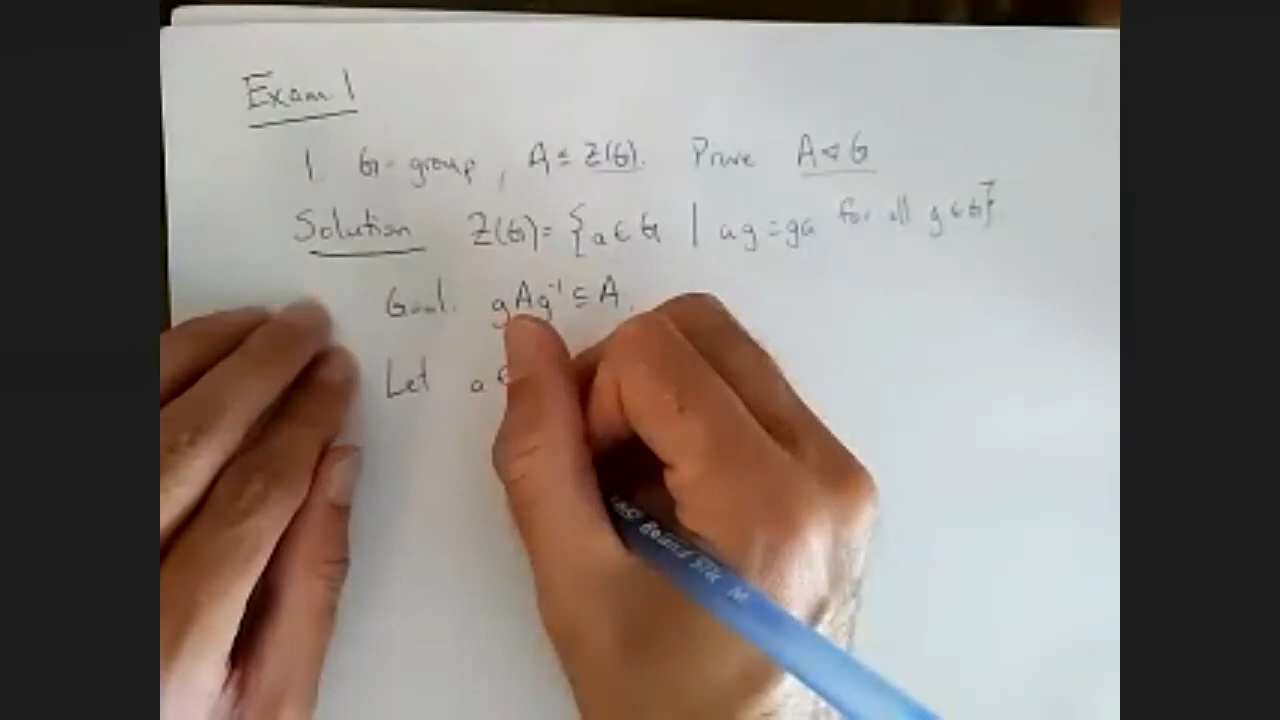 Exam 1
1. G - group, A ≤ Z(G). Prove A ⊲ G
Solution Z(G) = {a ∈ G | ag = ga for all g ∈ G}.
Goal. gAg⁻¹ ⊆ A.
Let a ∈